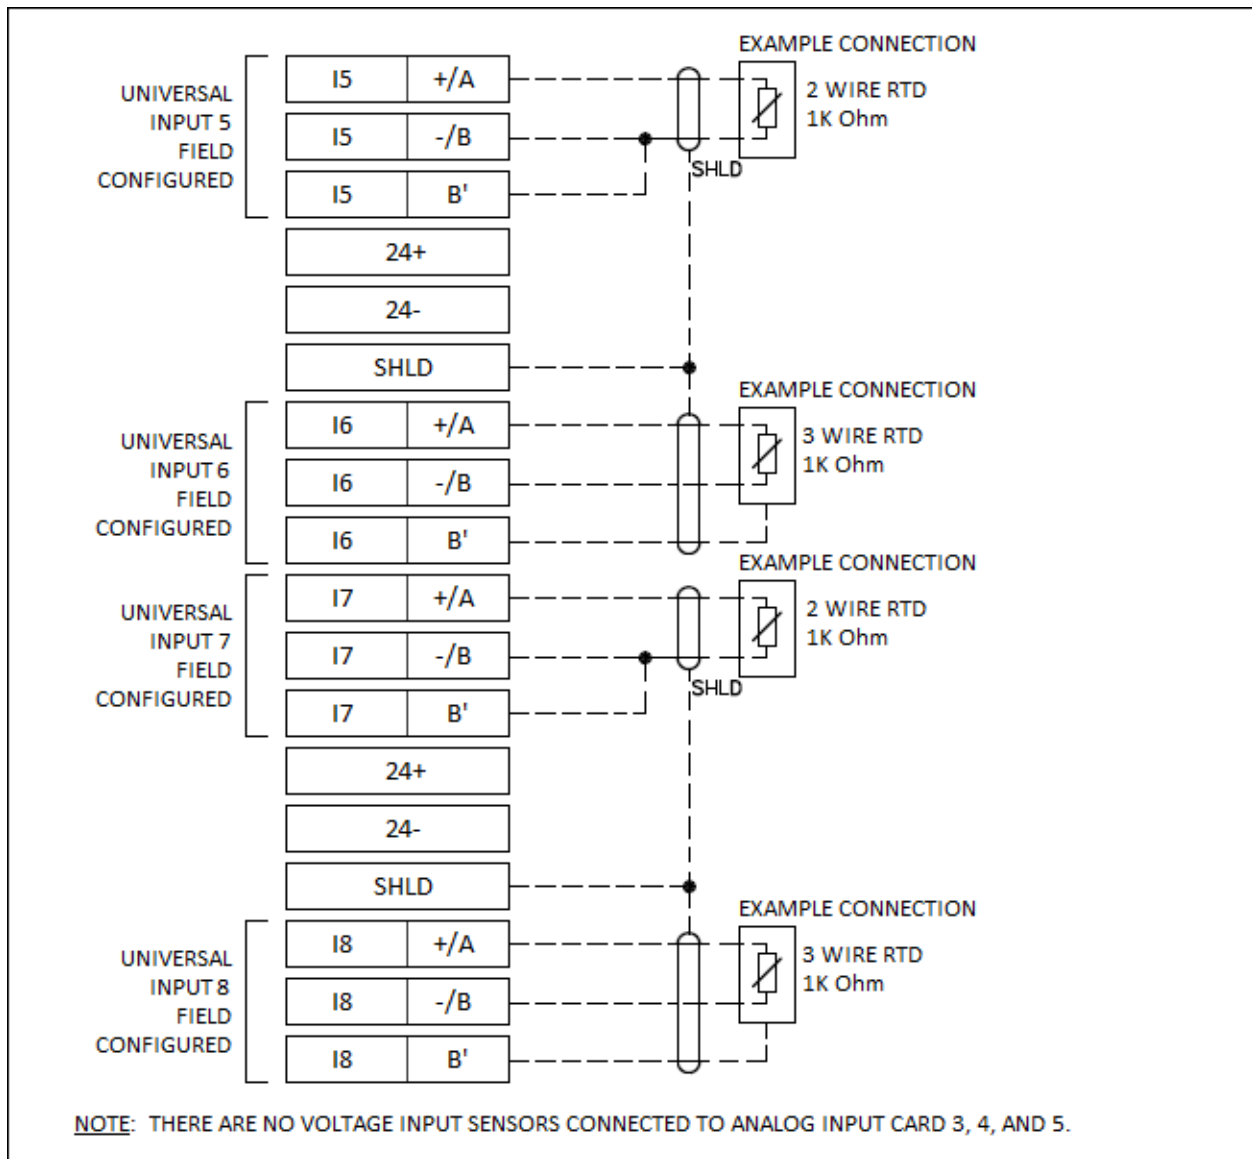 EXAMPLE CONNECTION
UNIVERSAL
INPUT 5
FIELD
CONFIGURED
I5 +/A
I5 -/B
I5 B'
2 WIRE RTD
1K Ohm
SHLD
24+
24-
SHLD
EXAMPLE CONNECTION
UNIVERSAL
INPUT 6
FIELD
CONFIGURED
I6 +/A
I6 -/B
I6 B'
3 WIRE RTD
1K Ohm
EXAMPLE CONNECTION
UNIVERSAL
INPUT 7
FIELD
CONFIGURED
I7 +/A
I7 -/B
I7 B'
2 WIRE RTD
1K Ohm
SHLD
24+
24-
SHLD
EXAMPLE CONNECTION
UNIVERSAL
INPUT 8
FIELD
CONFIGURED
I8 +/A
I8 -/B
I8 B'
3 WIRE RTD
1K Ohm
NOTE: THERE ARE NO VOLTAGE INPUT SENSORS CONNECTED TO ANALOG INPUT CARD 3, 4, AND 5.